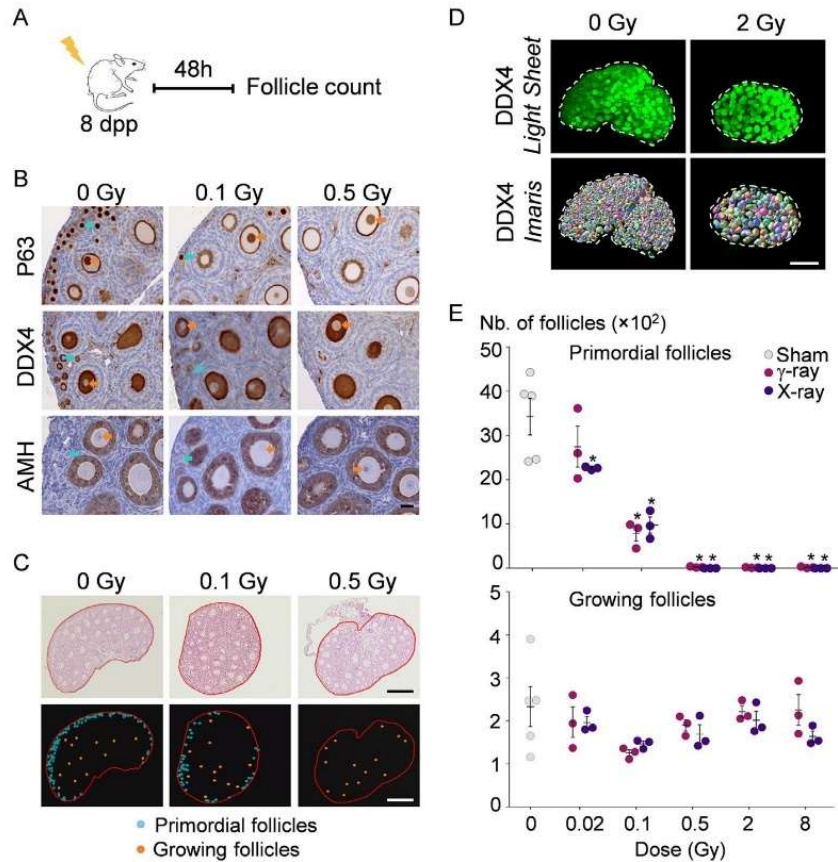 A
48h
Follicle count
8 dpp
B
0 Gy 0.1 Gy 0.5 Gy
P63
DDX4
AMH
C
0 Gy 0.1 Gy 0.5 Gy
Primordial follicles
Growing follicles
D
0 Gy 2 Gy
DDX4
Light Sheet
DDX4
Imaris
E
Nb. of follicles (×10²)
Primordial follicles
Sham
γ-ray
X-ray
50
40
30
20
10
0
* * * * * * * * *
Growing follicles
5
4
3
2
1
0
0 0.02 0.1 0.5 2 8
Dose (Gy)